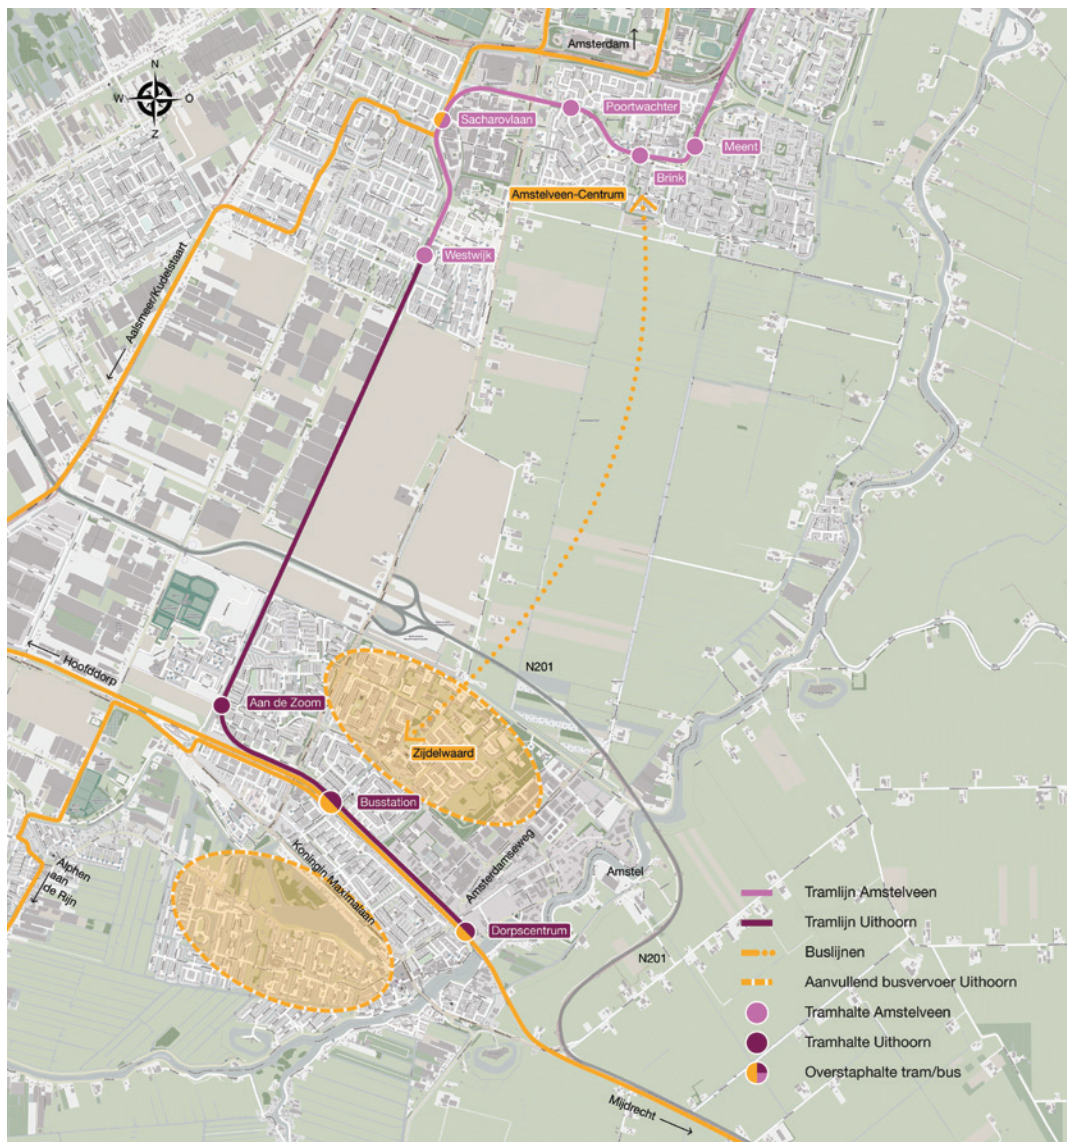 Amsterdam
N
W
O
Z
Sacharovlaan
Poortwachter
Meent
Brink
Amstelveen-Centrum
Westwijk
Aalsmeer/Kudelstaart
N201
Hoofddorp
Aan de Zoom
Zijdelwaard
Busstation
Koningin Maximalaan
Amsterdamseweg
Amstel
Alphen
aan
de Rijn
Dorpscentrum
N201
Mijdrecht
Tramlijn Amstelveen
Tramlijn Uithoorn
Buslijnen
Aanvullend busvervoer Uithoorn
Tramhalte Amstelveen
Tramhalte Uithoorn
Overstaphalte tram/bus